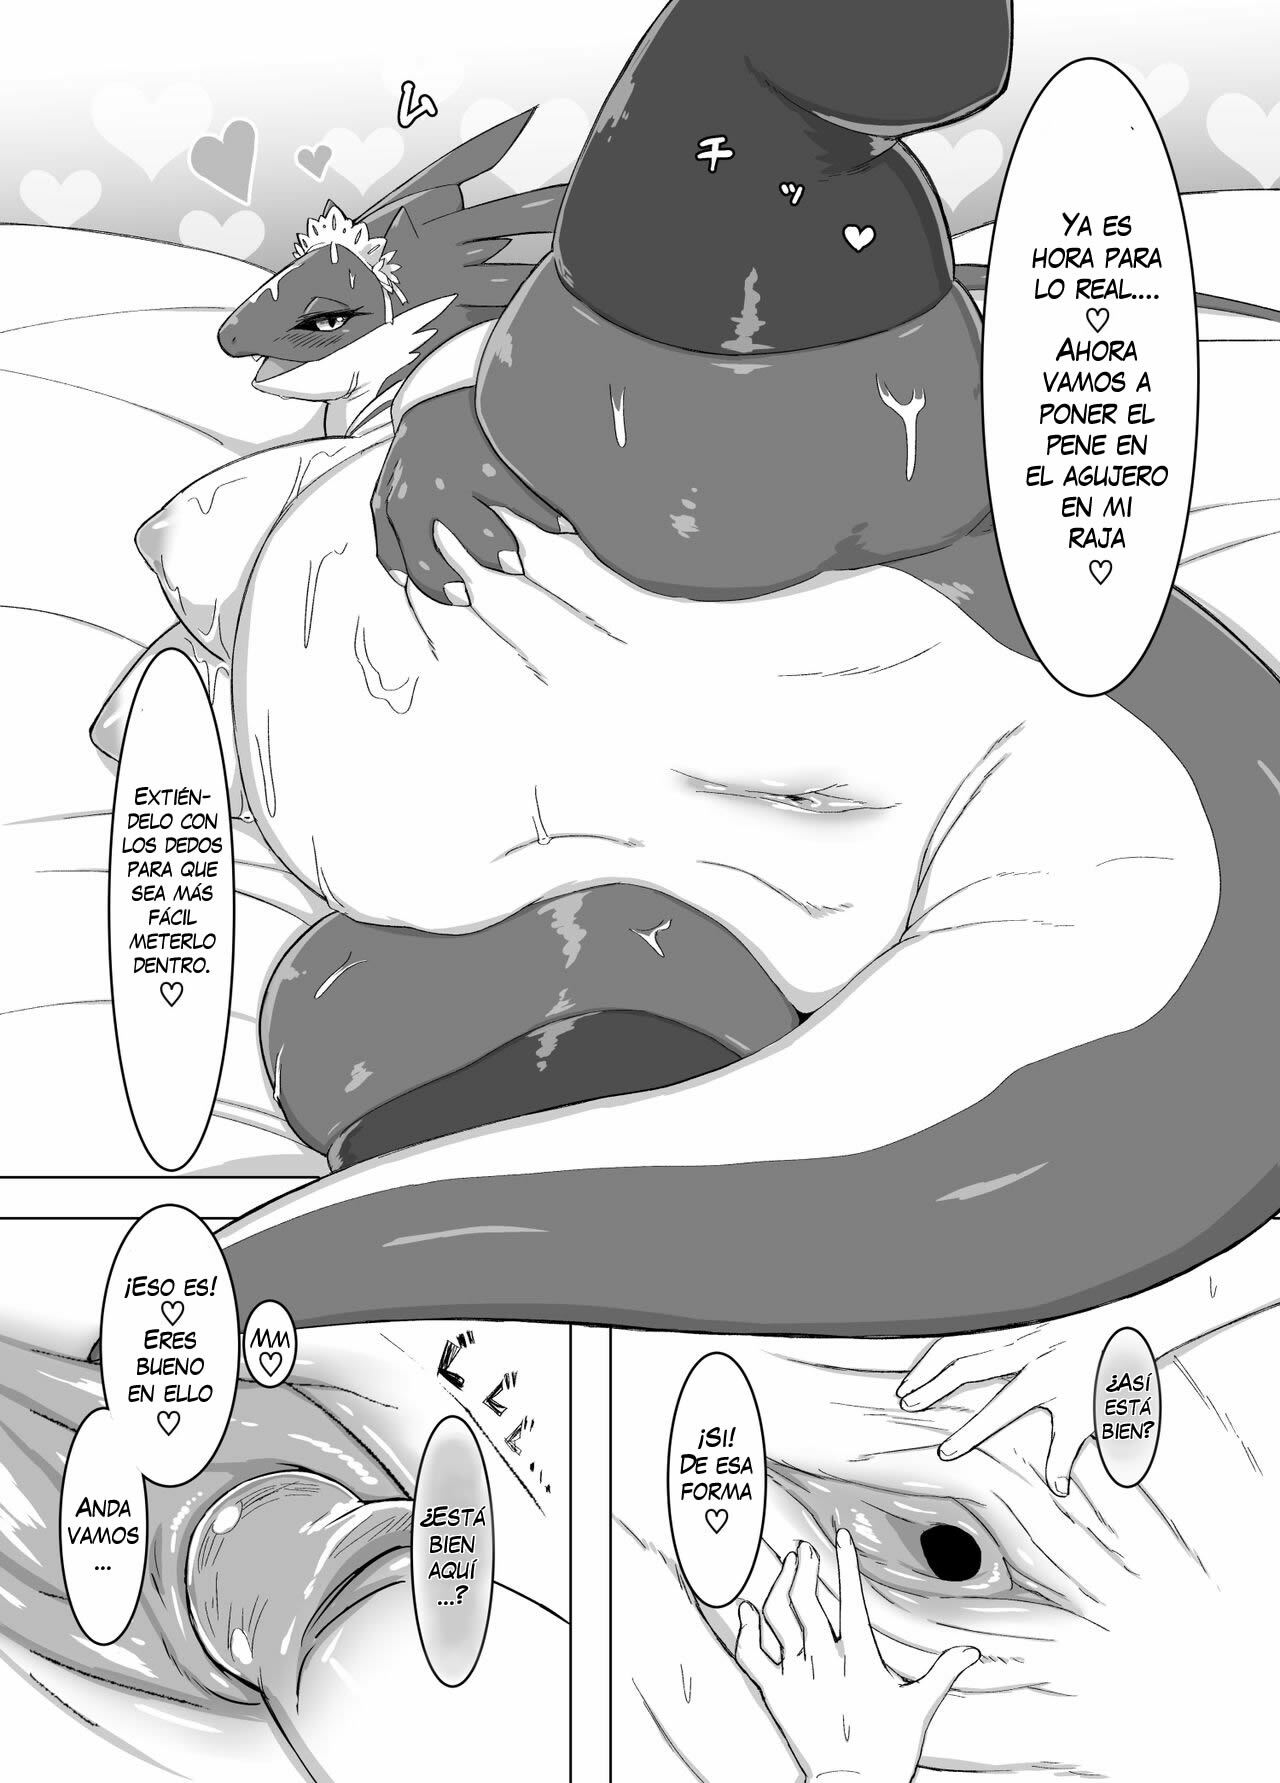 ム
チ
ッ
♡
YA ES
HORA PARA
LO REAL....
♡
AHORA
VAMOS A
PONER EL
PENE EN
EL AGUJERO
EN MI
RAJA
♡
EXTIÉN-
DELO CON
LOS DEDOS
PARA QUE
SEA MÁS
FÁCIL
METERLO
DENTRO.
♡
¿ASÍ
ESTÁ
BIEN?
¡SI!
DE ESA
FORMA
♡
¿ESTÁ
BIEN
AQUÍ
...?
MM
♡
¡ESO ES!
♡
ERES
BUENO
EN ELLO
♡
ANDA
VAMOS
...